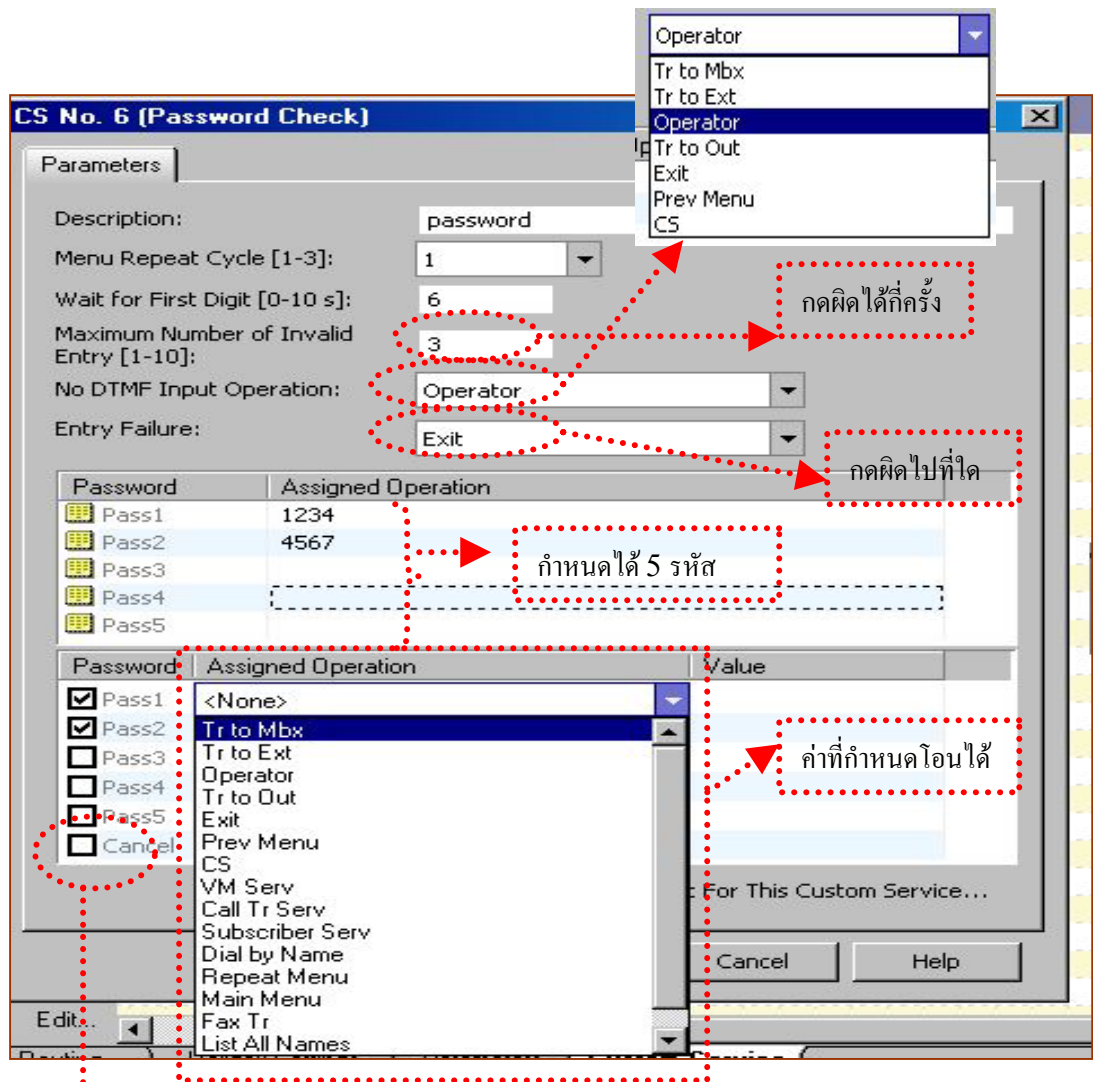 Operator
Tr to Mbx
Tr to Ext
Operator
Tr to Out
Exit
Prev Menu
CS
CS No. 6 (Password Check)
Parameters
Description:
password
Menu Repeat Cycle [1-3]:
1
Wait for First Digit [0-10 s]:
6
กดผิดได้กี่ครั้ง
Maximum Number of Invalid
Entry [1-10]:
3
No DTMF Input Operation:
Operator
Entry Failure:
Exit
กดผิดไปที่ใด
Password Assigned Operation
Pass1 1234
Pass2 4567
Pass3
Pass4
Pass5
กำหนดได้ 5 รหัส
Password Assigned Operation Value
Pass1 <None>
Pass2
Pass3
Pass4
Pass5
Cancel
Tr to Mbx
Tr to Ext
Operator
Tr to Out
Exit
Prev Menu
CS
VM Serv
Call Tr Serv
Subscriber Serv
Dial by Name
Repeat Menu
Main Menu
Fax Tr
List All Names
ค่าที่กำหนดโอนได้
For This Custom Service...
Cancel
Help
Edit...